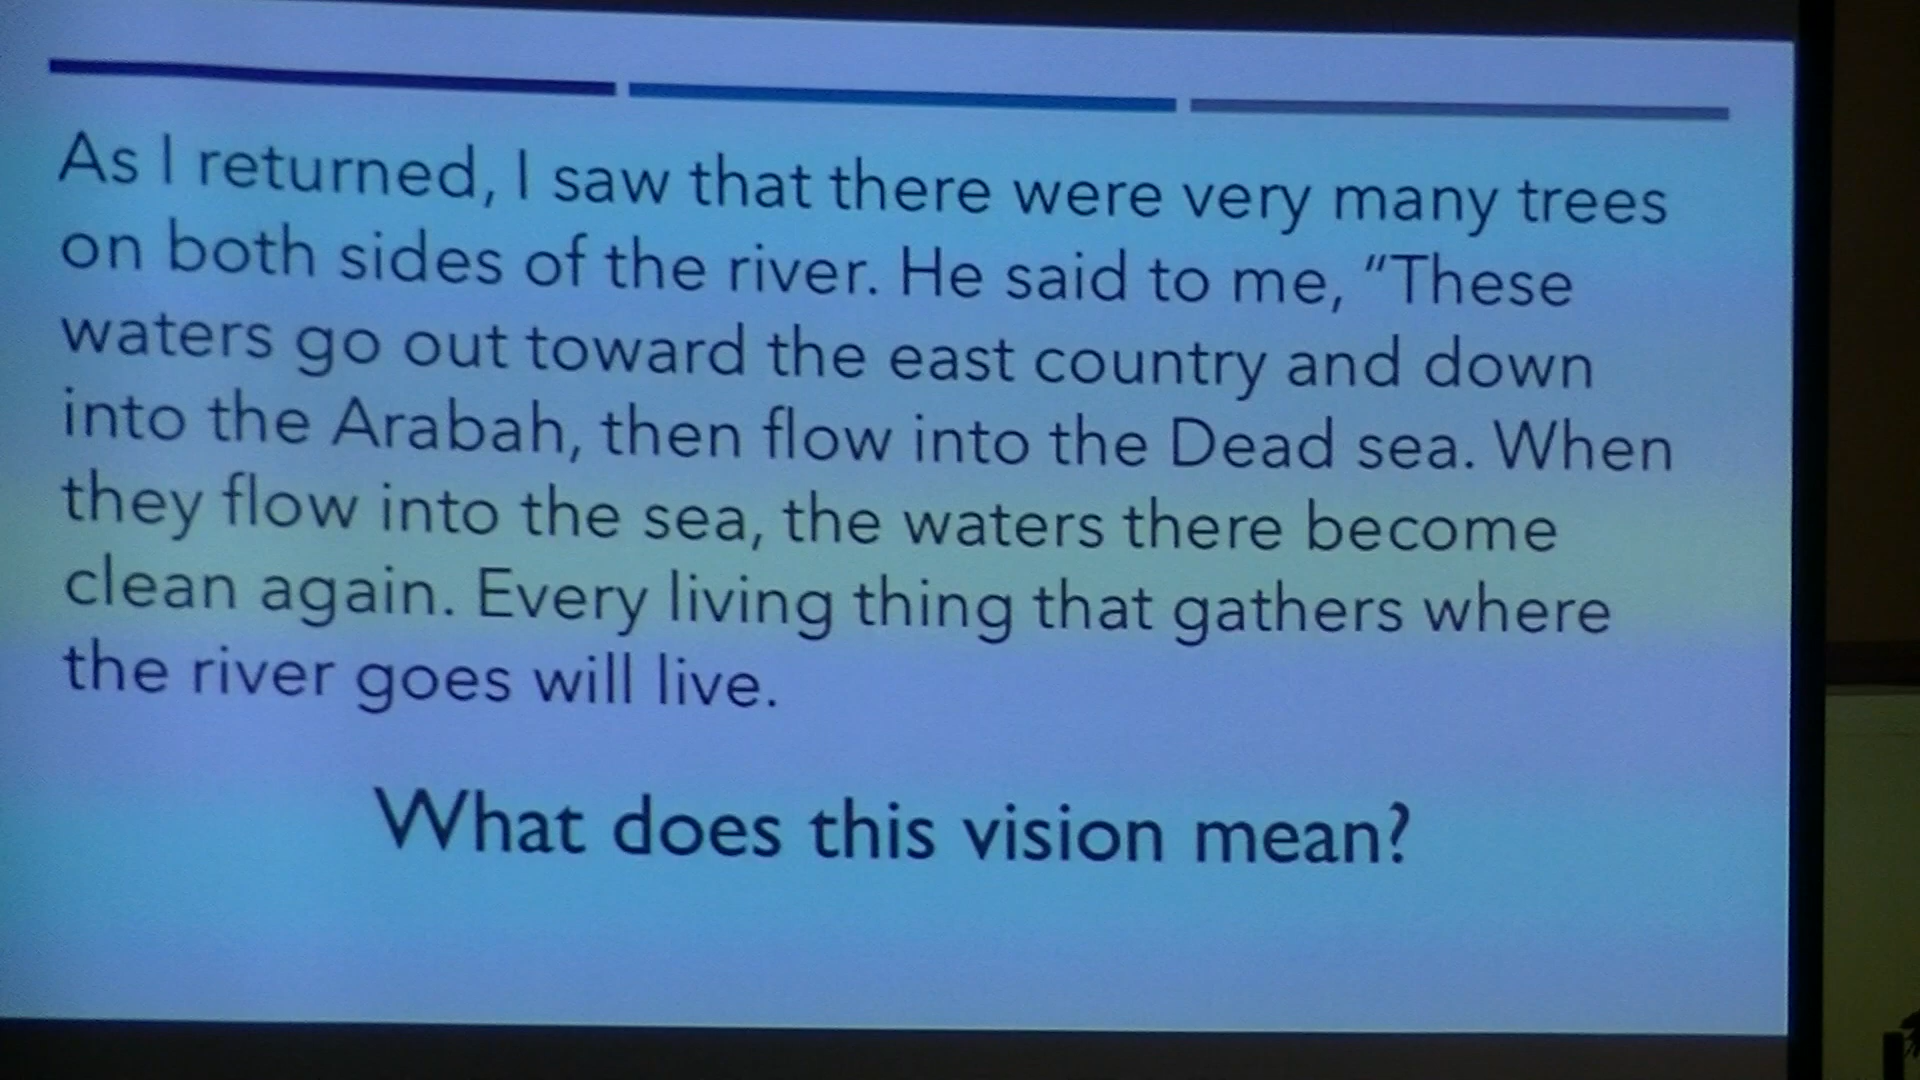 As I returned, I saw that there were very many trees
on both sides of the river. He said to me, "These
waters go out toward the east country and down
into the Arabah, then flow into the Dead sea. When
they flow into the sea, the waters there become
clean again. Every living thing that gathers where
the river goes will live.
What does this vision mean?